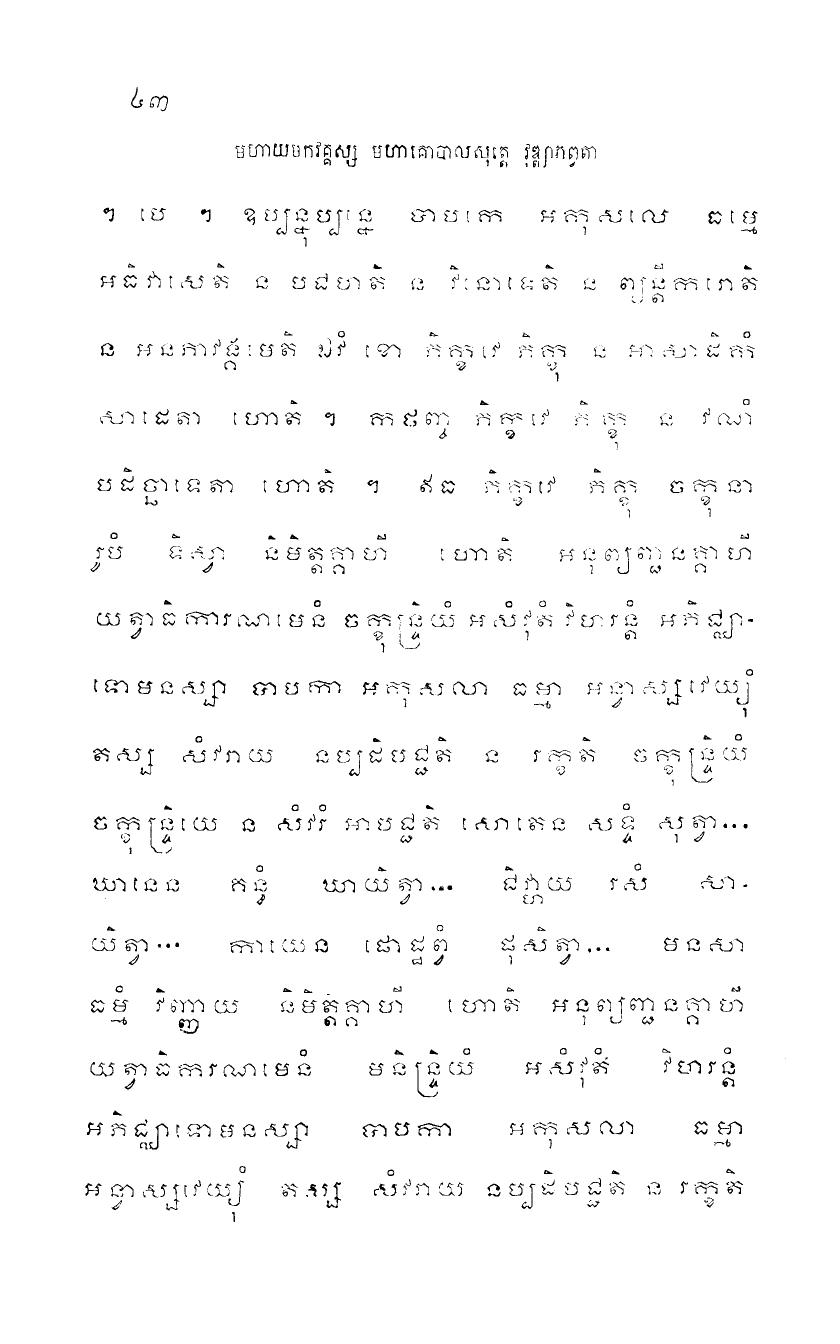 ៤៣
មហាយមកវគ្គស្ស មហាគោបាលសុត្តេ វុឌ្ឍាភព្វតា
ៗ បេ ៗ ឧប្បន្នុប្បន្នេ បាបកេ អកុសលេ ធម្មេ
អធិវាសេតិ ន បជហាតិ ន វិនោទេតិ ន ព្យន្តីករោតិ
ន អនភាវង្គមេតិ ឯវំ ខោ ភិក្ខវេ ភិក្ខុ ន អាសាដិកំ
សាដេតា ហោតិ ៗ កថញ្ច ភិក្ខវេ ភិក្ខុ ន វណំ
បដិច្ឆាទេតា ហោតិ ៗ ឥធ ភិក្ខវេ ភិក្ខុ ចក្ខុនា
រូបំ ទិស្វា និមិត្តគ្គាហី ហោតិ អនុព្យញ្ជនគ្គាហី
យត្វាធិការណមេនំ ចក្ខុន្ទ្រិយំ អសំវុតំ វិហរន្តំ អភិជ្ឈា-
ទោមនស្សា បាបកា អកុសលា ធម្មា អន្វាស្សវេយ្យុំ
តស្ស សំវរាយ នប្បដិបជ្ជតិ ន រក្ខតិ ចក្ខុន្ទ្រិយំ
ចក្ខុន្ទ្រិយេ ន សំវរំ អាបជ្ជតិ សោតេន សទ្ទំ សុត្វា...
ឃានេន គន្ធំ ឃាយិត្វា... ជិវ្ហាយ រសំ សា-
យិត្វា... កាយេន ផោដ្ឋព្វំ ផុសិត្វា... មនសា
ធម្មំ វិញ្ញាយ និមិត្តគ្គាហី ហោតិ អនុព្យញ្ជនគ្គាហី
យត្វាធិការណមេនំ មនិន្ទ្រិយំ អសំវុតំ វិហរន្តំ
អភិជ្ឈាទោមនស្សា បាបកា អកុសលា ធម្មា
អន្វាស្សវេយ្យុំ តស្ស សំវរាយ នប្បដិបជ្ជតិ ន រក្ខតិ